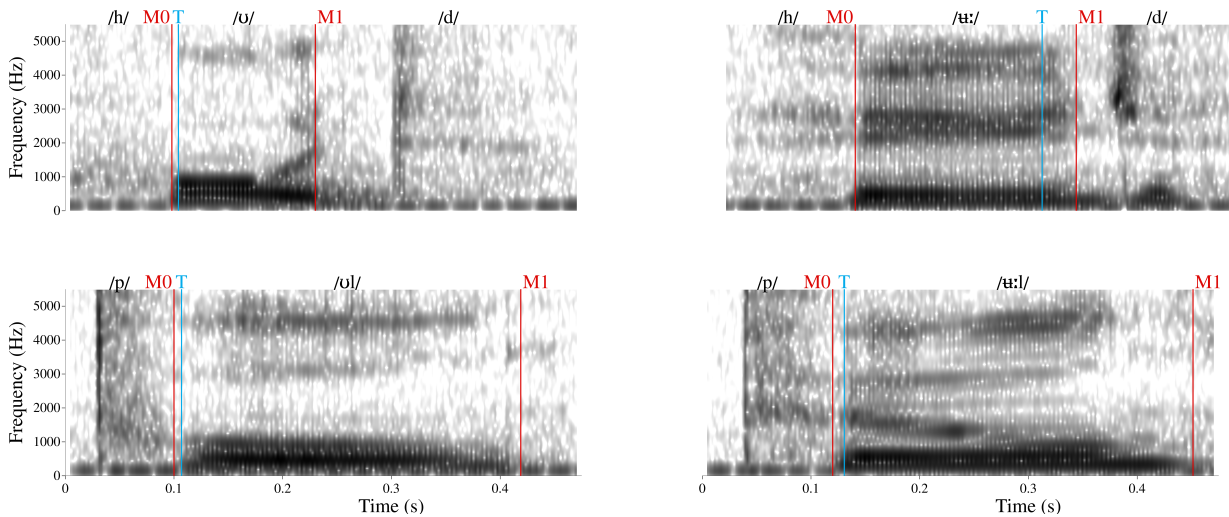 /h/ M0 T /ʊ/ M1 /d/
/h/ M0 /ʉː/ T M1 /d/
5000
4000
3000
2000
1000
0
Frequency (Hz)
/p/ M0 T /ʊl/ M1
/p/ M0 T /ʉːl/ M1
5000
4000
3000
2000
1000
0
Frequency (Hz)
0 0.1 0.2 0.3 0.4
0 0.1 0.2 0.3 0.4
Time (s)
Time (s)